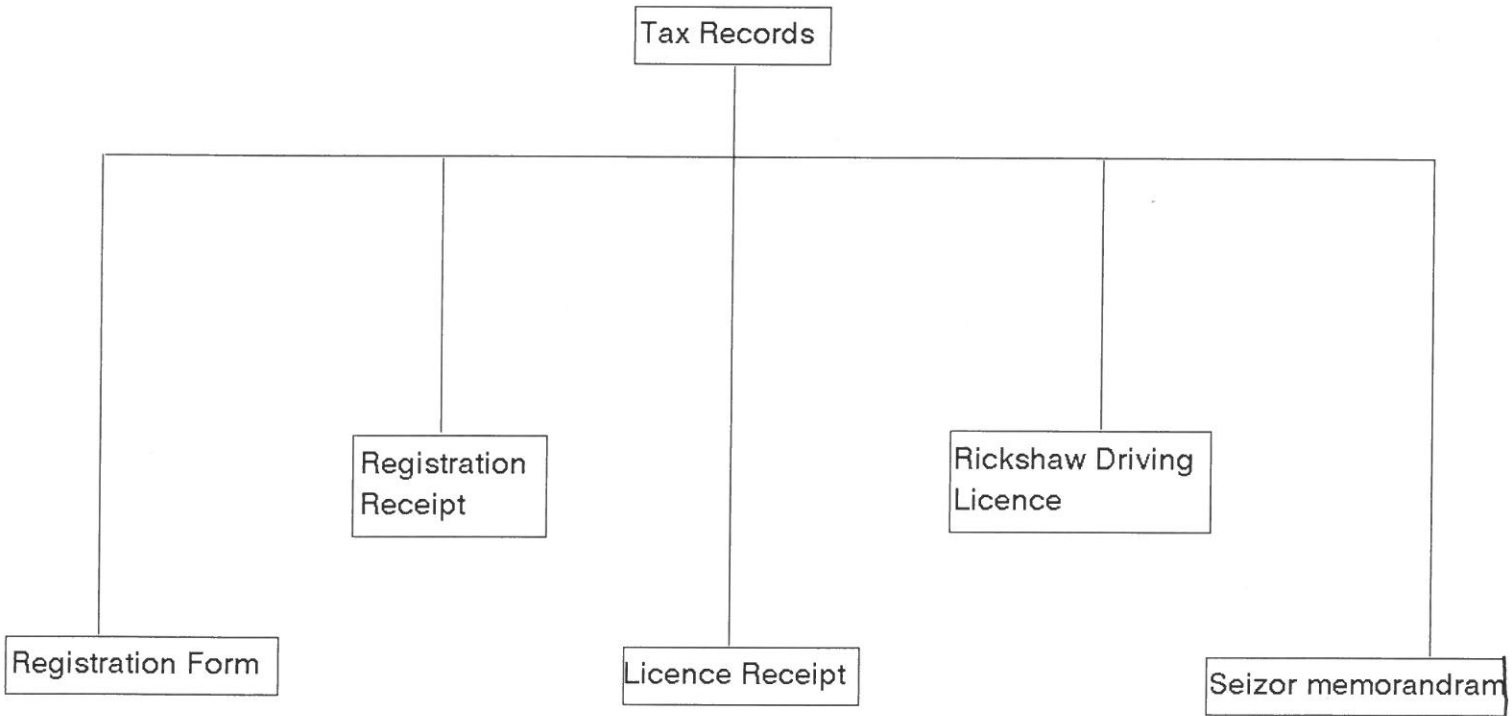 Tax Records
Registration
Receipt
Rickshaw Driving
Licence
Registration Form
Licence Receipt
Seizor memorandram